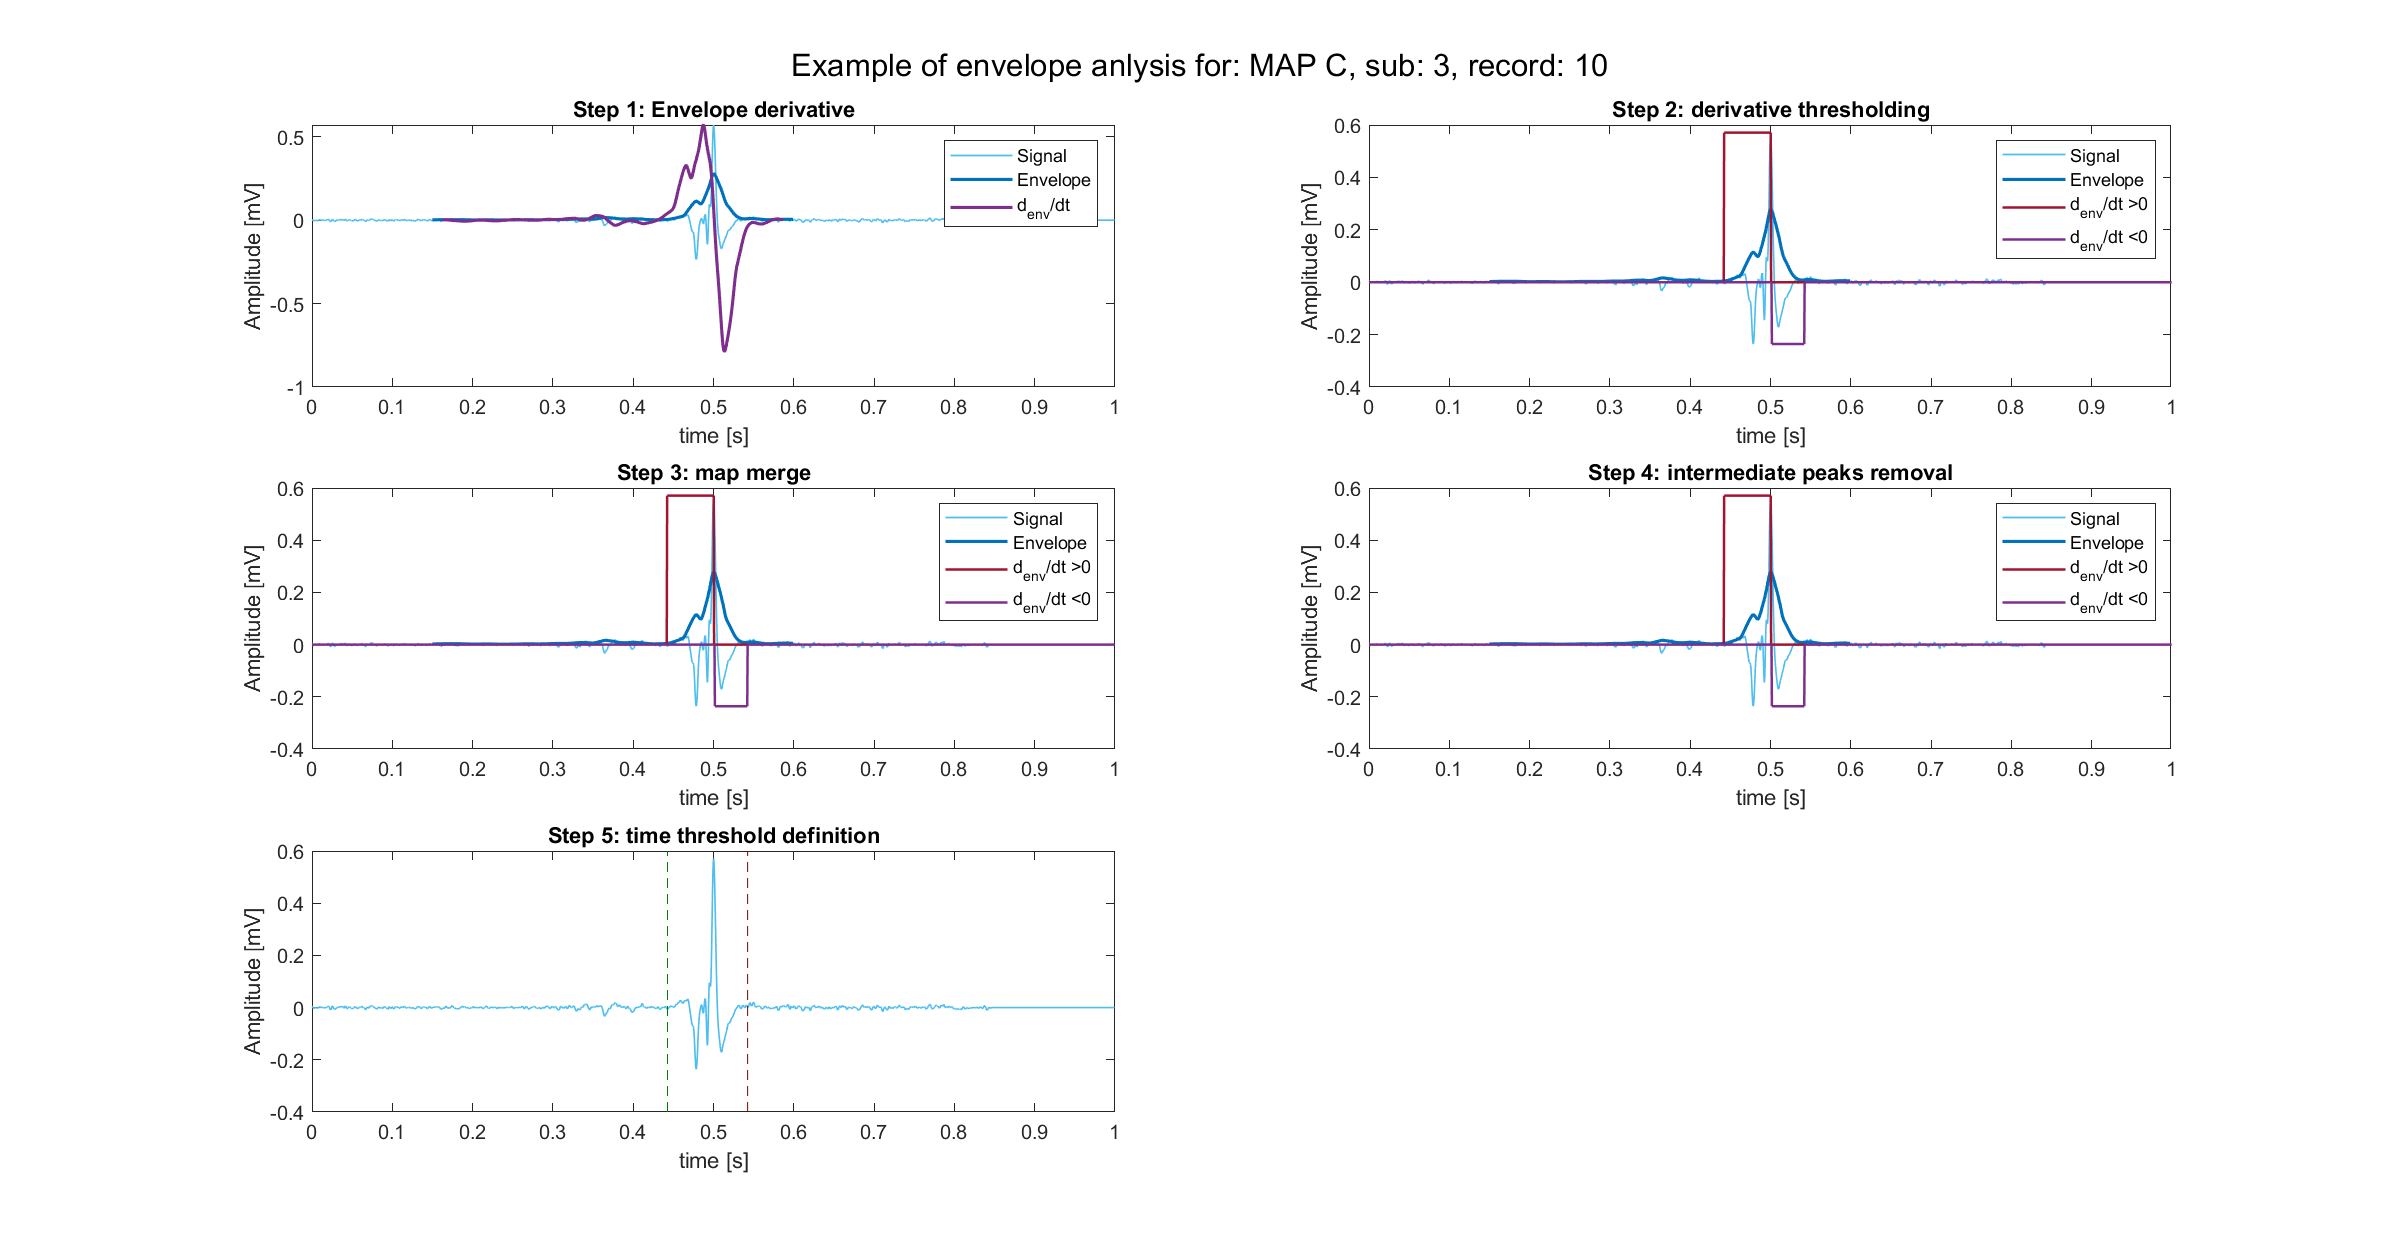 Example of envelope anlysis for: MAP C, sub: 3, record: 10
Step 1: Envelope derivative
0.5
0
-0.5
-1
Amplitude [mV]
0 0.1 0.2 0.3 0.4 0.5 0.6 0.7 0.8 0.9 1
time [s]
Signal
Envelope
d_env/dt
Step 2: derivative thresholding
0.6
0.4
0.2
0
-0.2
-0.4
Amplitude [mV]
0 0.1 0.2 0.3 0.4 0.5 0.6 0.7 0.8 0.9 1
time [s]
Signal
Envelope
d_env/dt >0
d_env/dt <0
Step 3: map merge
0.6
0.4
0.2
0
-0.2
-0.4
Amplitude [mV]
0 0.1 0.2 0.3 0.4 0.5 0.6 0.7 0.8 0.9 1
time [s]
Signal
Envelope
d_env/dt >0
d_env/dt <0
Step 4: intermediate peaks removal
0.6
0.4
0.2
0
-0.2
-0.4
Amplitude [mV]
0 0.1 0.2 0.3 0.4 0.5 0.6 0.7 0.8 0.9 1
time [s]
Signal
Envelope
d_env/dt >0
d_env/dt <0
Step 5: time threshold definition
0.6
0.4
0.2
0
-0.2
-0.4
Amplitude [mV]
0 0.1 0.2 0.3 0.4 0.5 0.6 0.7 0.8 0.9 1
time [s]